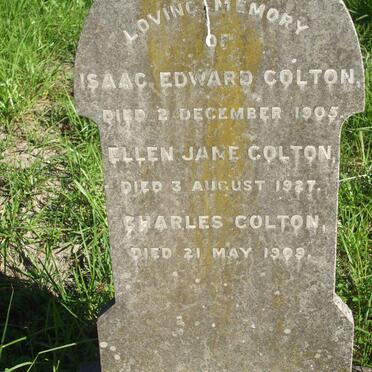 LOVING MEMORY
OF
ISAAC EDWARD COLTON,
DIED 2 DECEMBER 1905.
ELLEN JANE COLTON,
DIED 3 AUGUST 1927.
CHARLES COLTON,
DIED 21 MAY 1909.